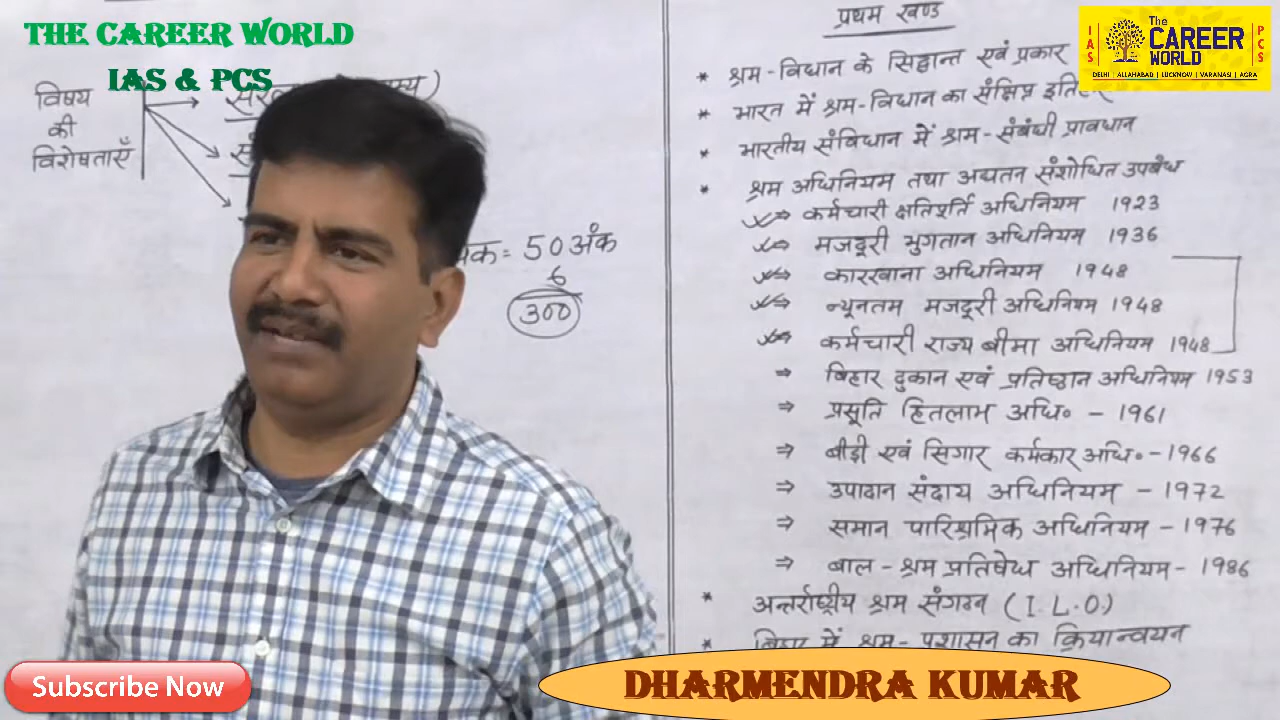 THE CAREER WORLD
IAS & PCS
विषय
की
विशेषताएँ
= 50 अंक
6
300
प्रथम खण्ड
* श्रम-विधान के सिद्धान्त एवं प्रकार
* भारत में श्रम-विधान का संक्षिप्त
* भारतीय संविधान में श्रम-संबंधी प्रावधान
* श्रम अधिनियम तथा अद्यतन संशोधित उपबंध
⇒ कर्मचारी क्षतिपूर्ति अधिनियम 1923
⇒ मजदूरी भुगतान अधिनियम 1936
⇒ कारखाना अधिनियम 1948
⇒ न्यूनतम मजदूरी अधिनियम 1948
⇒ कर्मचारी राज्य बीमा अधिनियम 1948
⇒ बिहार दुकान एवं प्रतिष्ठान अधिनियम 1953
⇒ प्रसूति हितलाभ अधि० - 1961
⇒ बीड़ी एवं सिगार कर्मकार अधि० - 1966
⇒ उपादान संदाय अधिनियम - 1972
⇒ समान पारिश्रमिक अधिनियम - 1976
⇒ बाल-श्रम प्रतिषेध अधिनियम - 1986
* अन्तर्राष्ट्रीय श्रम संगठन (I.L.O.)
* में श्रम-प्रशासन का क्रियान्वयन
IAS
The
CAREER
WORLD
PCS
DELHI | ALLAHABAD | LUCKNOW | VARANASI | AGRA
Subscribe Now
DHARMENDRA KUMAR